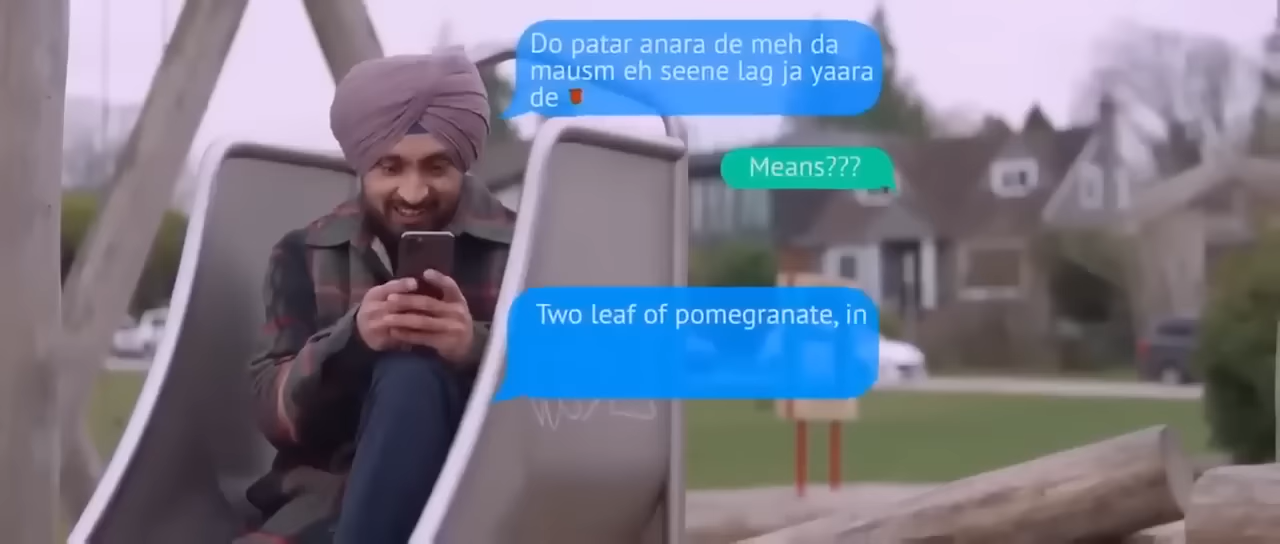 Do patar anara de meh da
mausm eh seene lag ja yaara
de
Means???
Two leaf of pomegranate, in